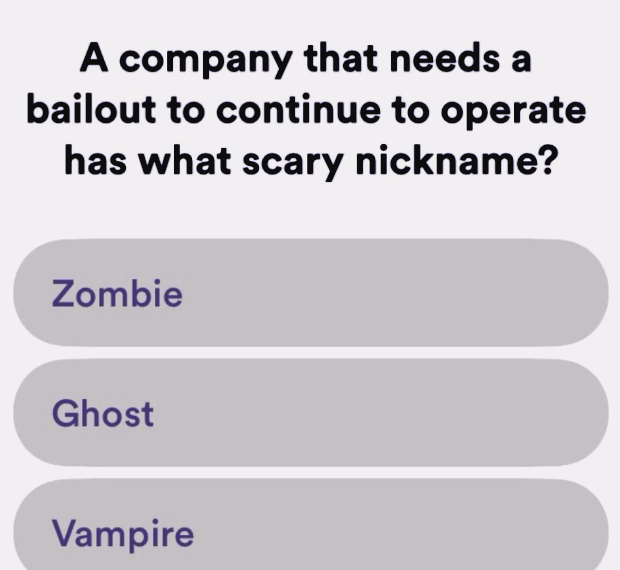 A company that needs a
bailout to continue to operate
has what scary nickname?
Zombie
Ghost
Vampire